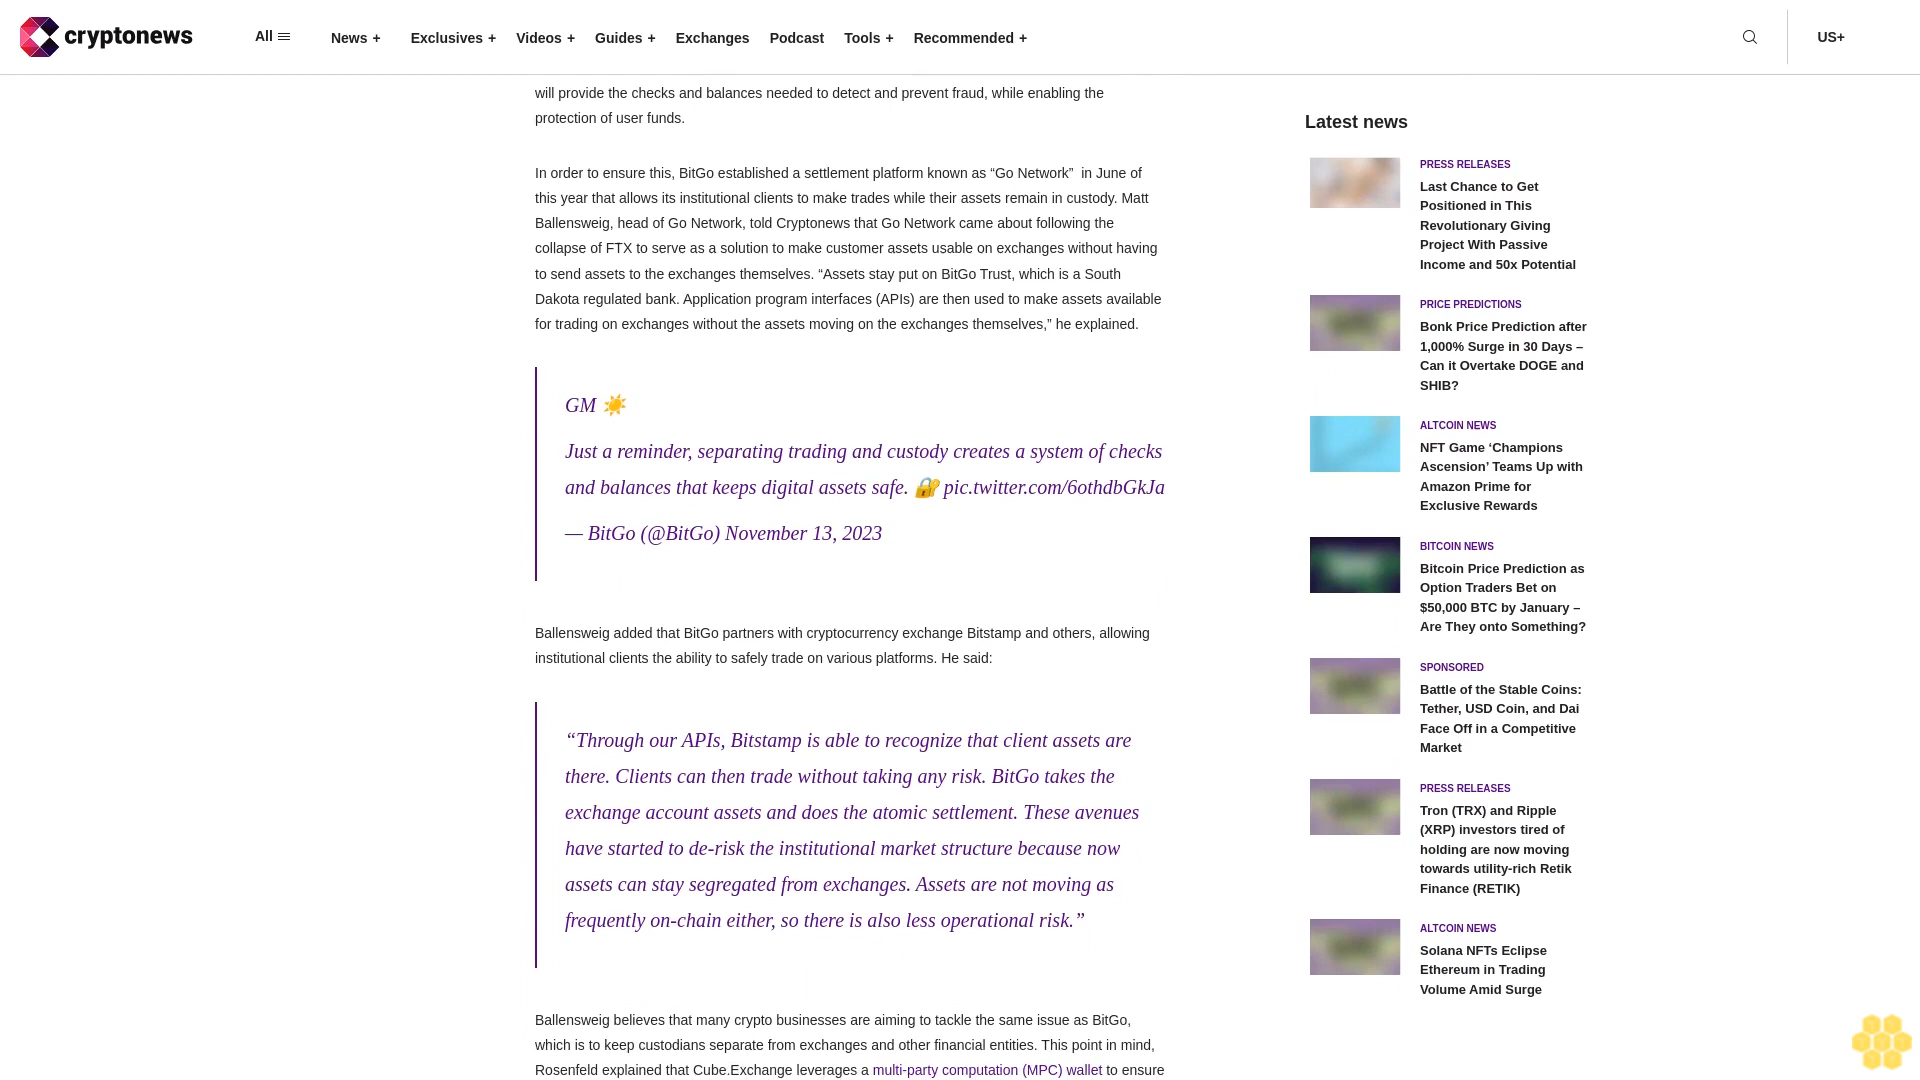 cryptonews
All
News +
Exclusives +
Videos +
Guides +
Exchanges
Podcast
Tools +
Recommended +
US+
will provide the checks and balances needed to detect and prevent fraud, while enabling the
protection of user funds.
In order to ensure this, BitGo established a settlement platform known as “Go Network”  in June of
this year that allows its institutional clients to make trades while their assets remain in custody. Matt
Ballensweig, head of Go Network, told Cryptonews that Go Network came about following the
collapse of FTX to serve as a solution to make customer assets usable on exchanges without having
to send assets to the exchanges themselves. “Assets stay put on BitGo Trust, which is a South
Dakota regulated bank. Application program interfaces (APIs) are then used to make assets available
for trading on exchanges without the assets moving on the exchanges themselves,” he explained.
GM ☀️
Just a reminder, separating trading and custody creates a system of checks
and balances that keeps digital assets safe. 🔐 pic.twitter.com/6othdbGkJa
— BitGo (@BitGo) November 13, 2023
Ballensweig added that BitGo partners with cryptocurrency exchange Bitstamp and others, allowing
institutional clients the ability to safely trade on various platforms. He said:
“Through our APIs, Bitstamp is able to recognize that client assets are
there. Clients can then trade without taking any risk. BitGo takes the
exchange account assets and does the atomic settlement. These avenues
have started to de-risk the institutional market structure because now
assets can stay segregated from exchanges. Assets are not moving as
frequently on-chain either, so there is also less operational risk.”
Ballensweig believes that many crypto businesses are aiming to tackle the same issue as BitGo,
which is to keep custodians separate from exchanges and other financial entities. This point in mind,
Rosenfeld explained that Cube.Exchange leverages a multi-party computation (MPC) wallet to ensure
Latest news
PRESS RELEASES
Last Chance to Get
Positioned in This
Revolutionary Giving
Project With Passive
Income and 50x Potential
PRICE PREDICTIONS
Bonk Price Prediction after
1,000% Surge in 30 Days –
Can it Overtake DOGE and
SHIB?
ALTCOIN NEWS
NFT Game ‘Champions
Ascension’ Teams Up with
Amazon Prime for
Exclusive Rewards
BITCOIN NEWS
Bitcoin Price Prediction as
Option Traders Bet on
$50,000 BTC by January –
Are They onto Something?
SPONSORED
Battle of the Stable Coins:
Tether, USD Coin, and Dai
Face Off in a Competitive
Market
PRESS RELEASES
Tron (TRX) and Ripple
(XRP) investors tired of
holding are now moving
towards utility-rich Retik
Finance (RETIK)
ALTCOIN NEWS
Solana NFTs Eclipse
Ethereum in Trading
Volume Amid Surge